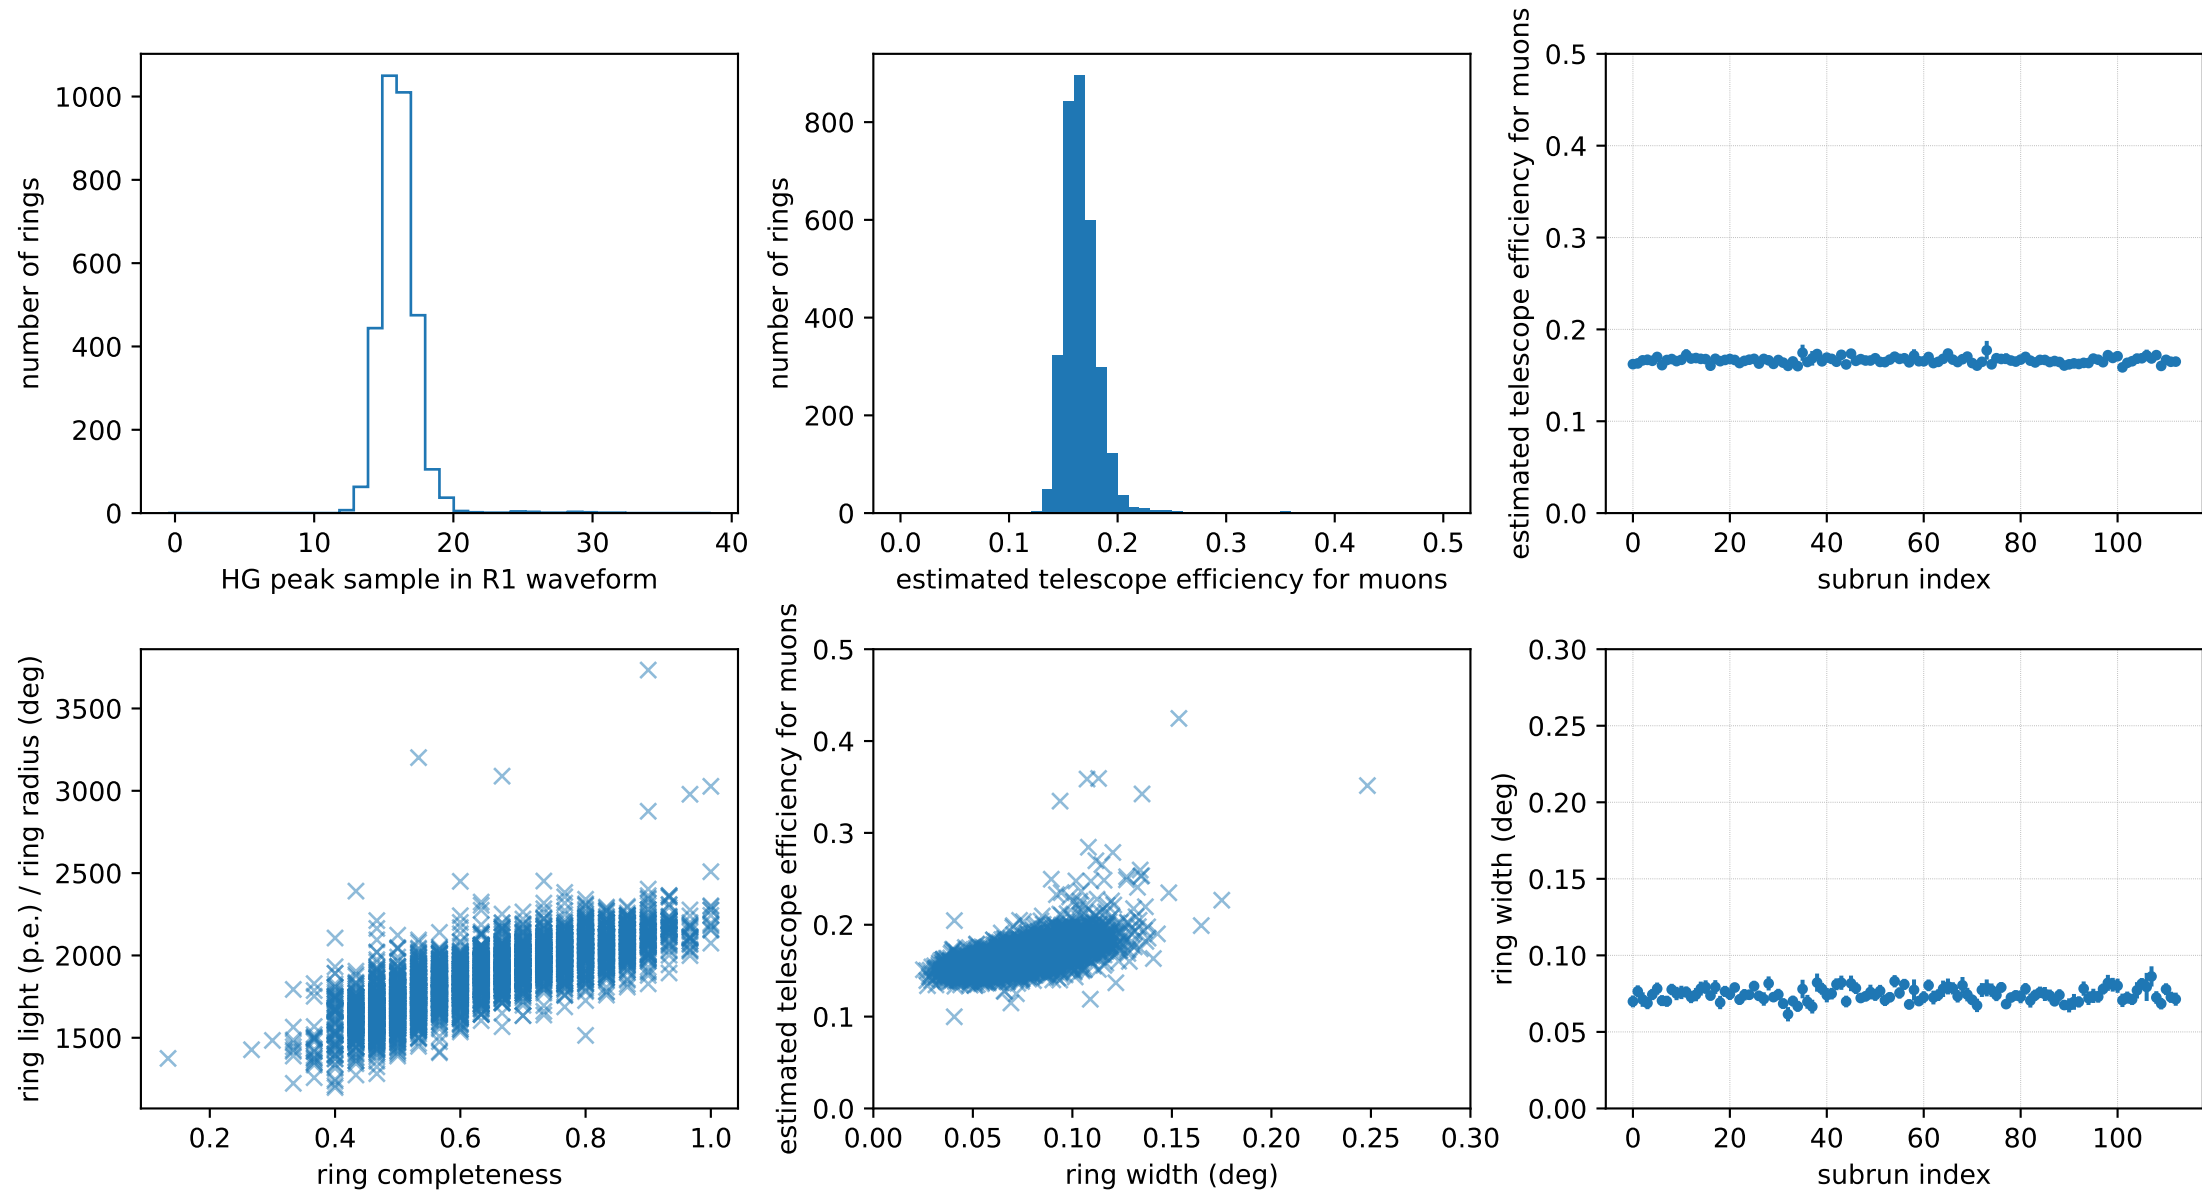 number of rings
1000
800
600
400
200
0
0 10 20 30 40
HG peak sample in R1 waveform
number of rings
800
600
400
200
0
0.0 0.1 0.2 0.3 0.4 0.5
estimated telescope efficiency for muons
estimated telescope efficiency for muons
0.5
0.4
0.3
0.2
0.1
0.0
0 20 40 60 80 100
subrun index
ring light (p.e.) / ring radius (deg)
3500
3000
2500
2000
1500
0.2 0.4 0.6 0.8 1.0
ring completeness
estimated telescope efficiency for muons
0.5
0.4
0.3
0.2
0.1
0.0
0.00 0.05 0.10 0.15 0.20 0.25 0.30
ring width (deg)
ring width (deg)
0.30
0.25
0.20
0.15
0.10
0.05
0.00
0 20 40 60 80 100
subrun index